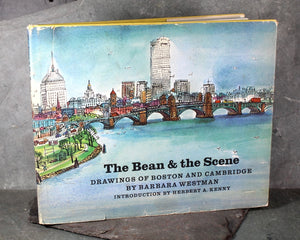 The Bean & the Scene
DRAWINGS OF BOSTON AND CAMBRIDGE
BY BARBARA WESTMAN
INTRODUCTION BY HERBERT A. KENNY